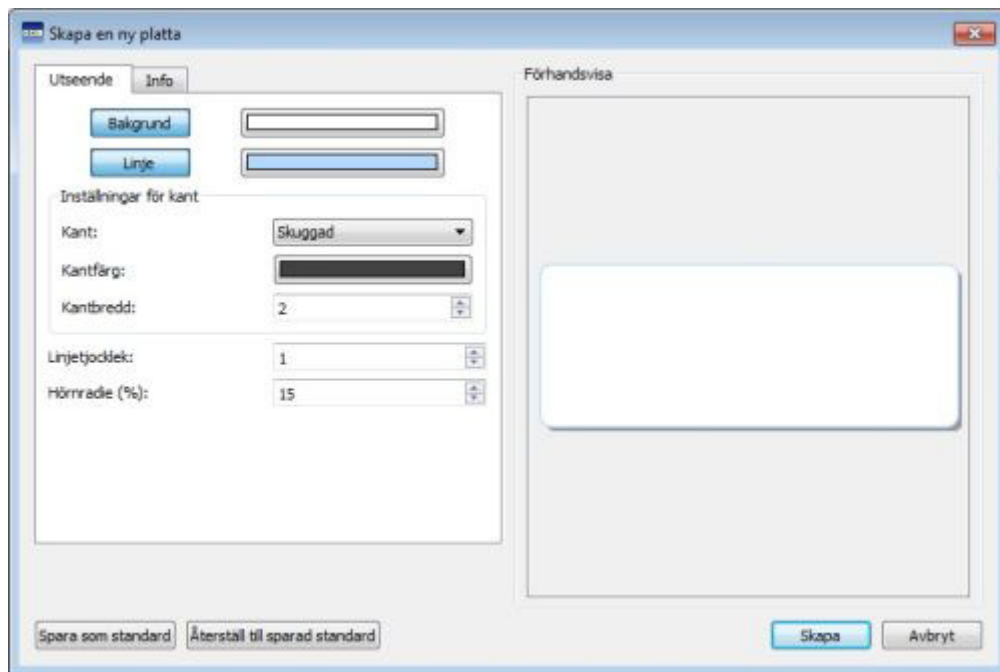 Skapa en ny platta
Utseende
Info
Bakgrund
Linje
Inställningar för kant
Kant:
Skuggad
Kantfärg:
Kantbredd:
2
Linjetjocklek:
1
Hörnradie (%):
15
Förhandsvisa
Spara som standard
Återställ till sparad standard
Skapa
Avbryt